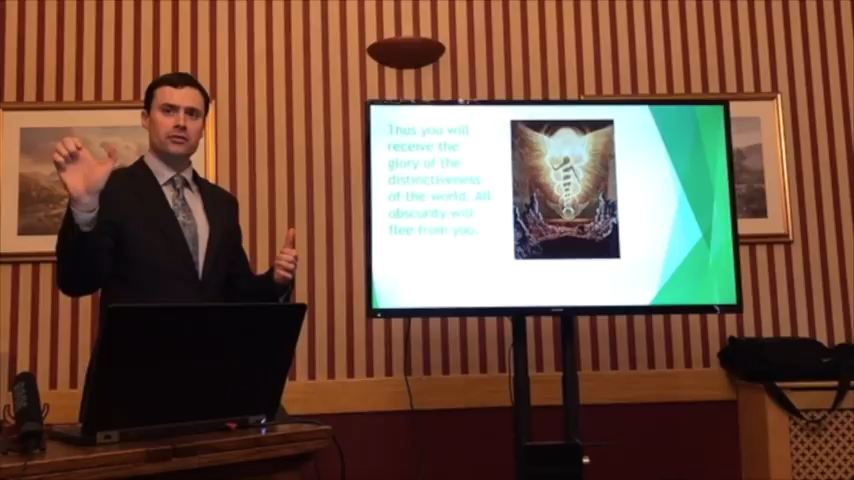 Thus you will
receive the
glory of the
distinctiveness
of the world. All
obscurity will
flee from you.